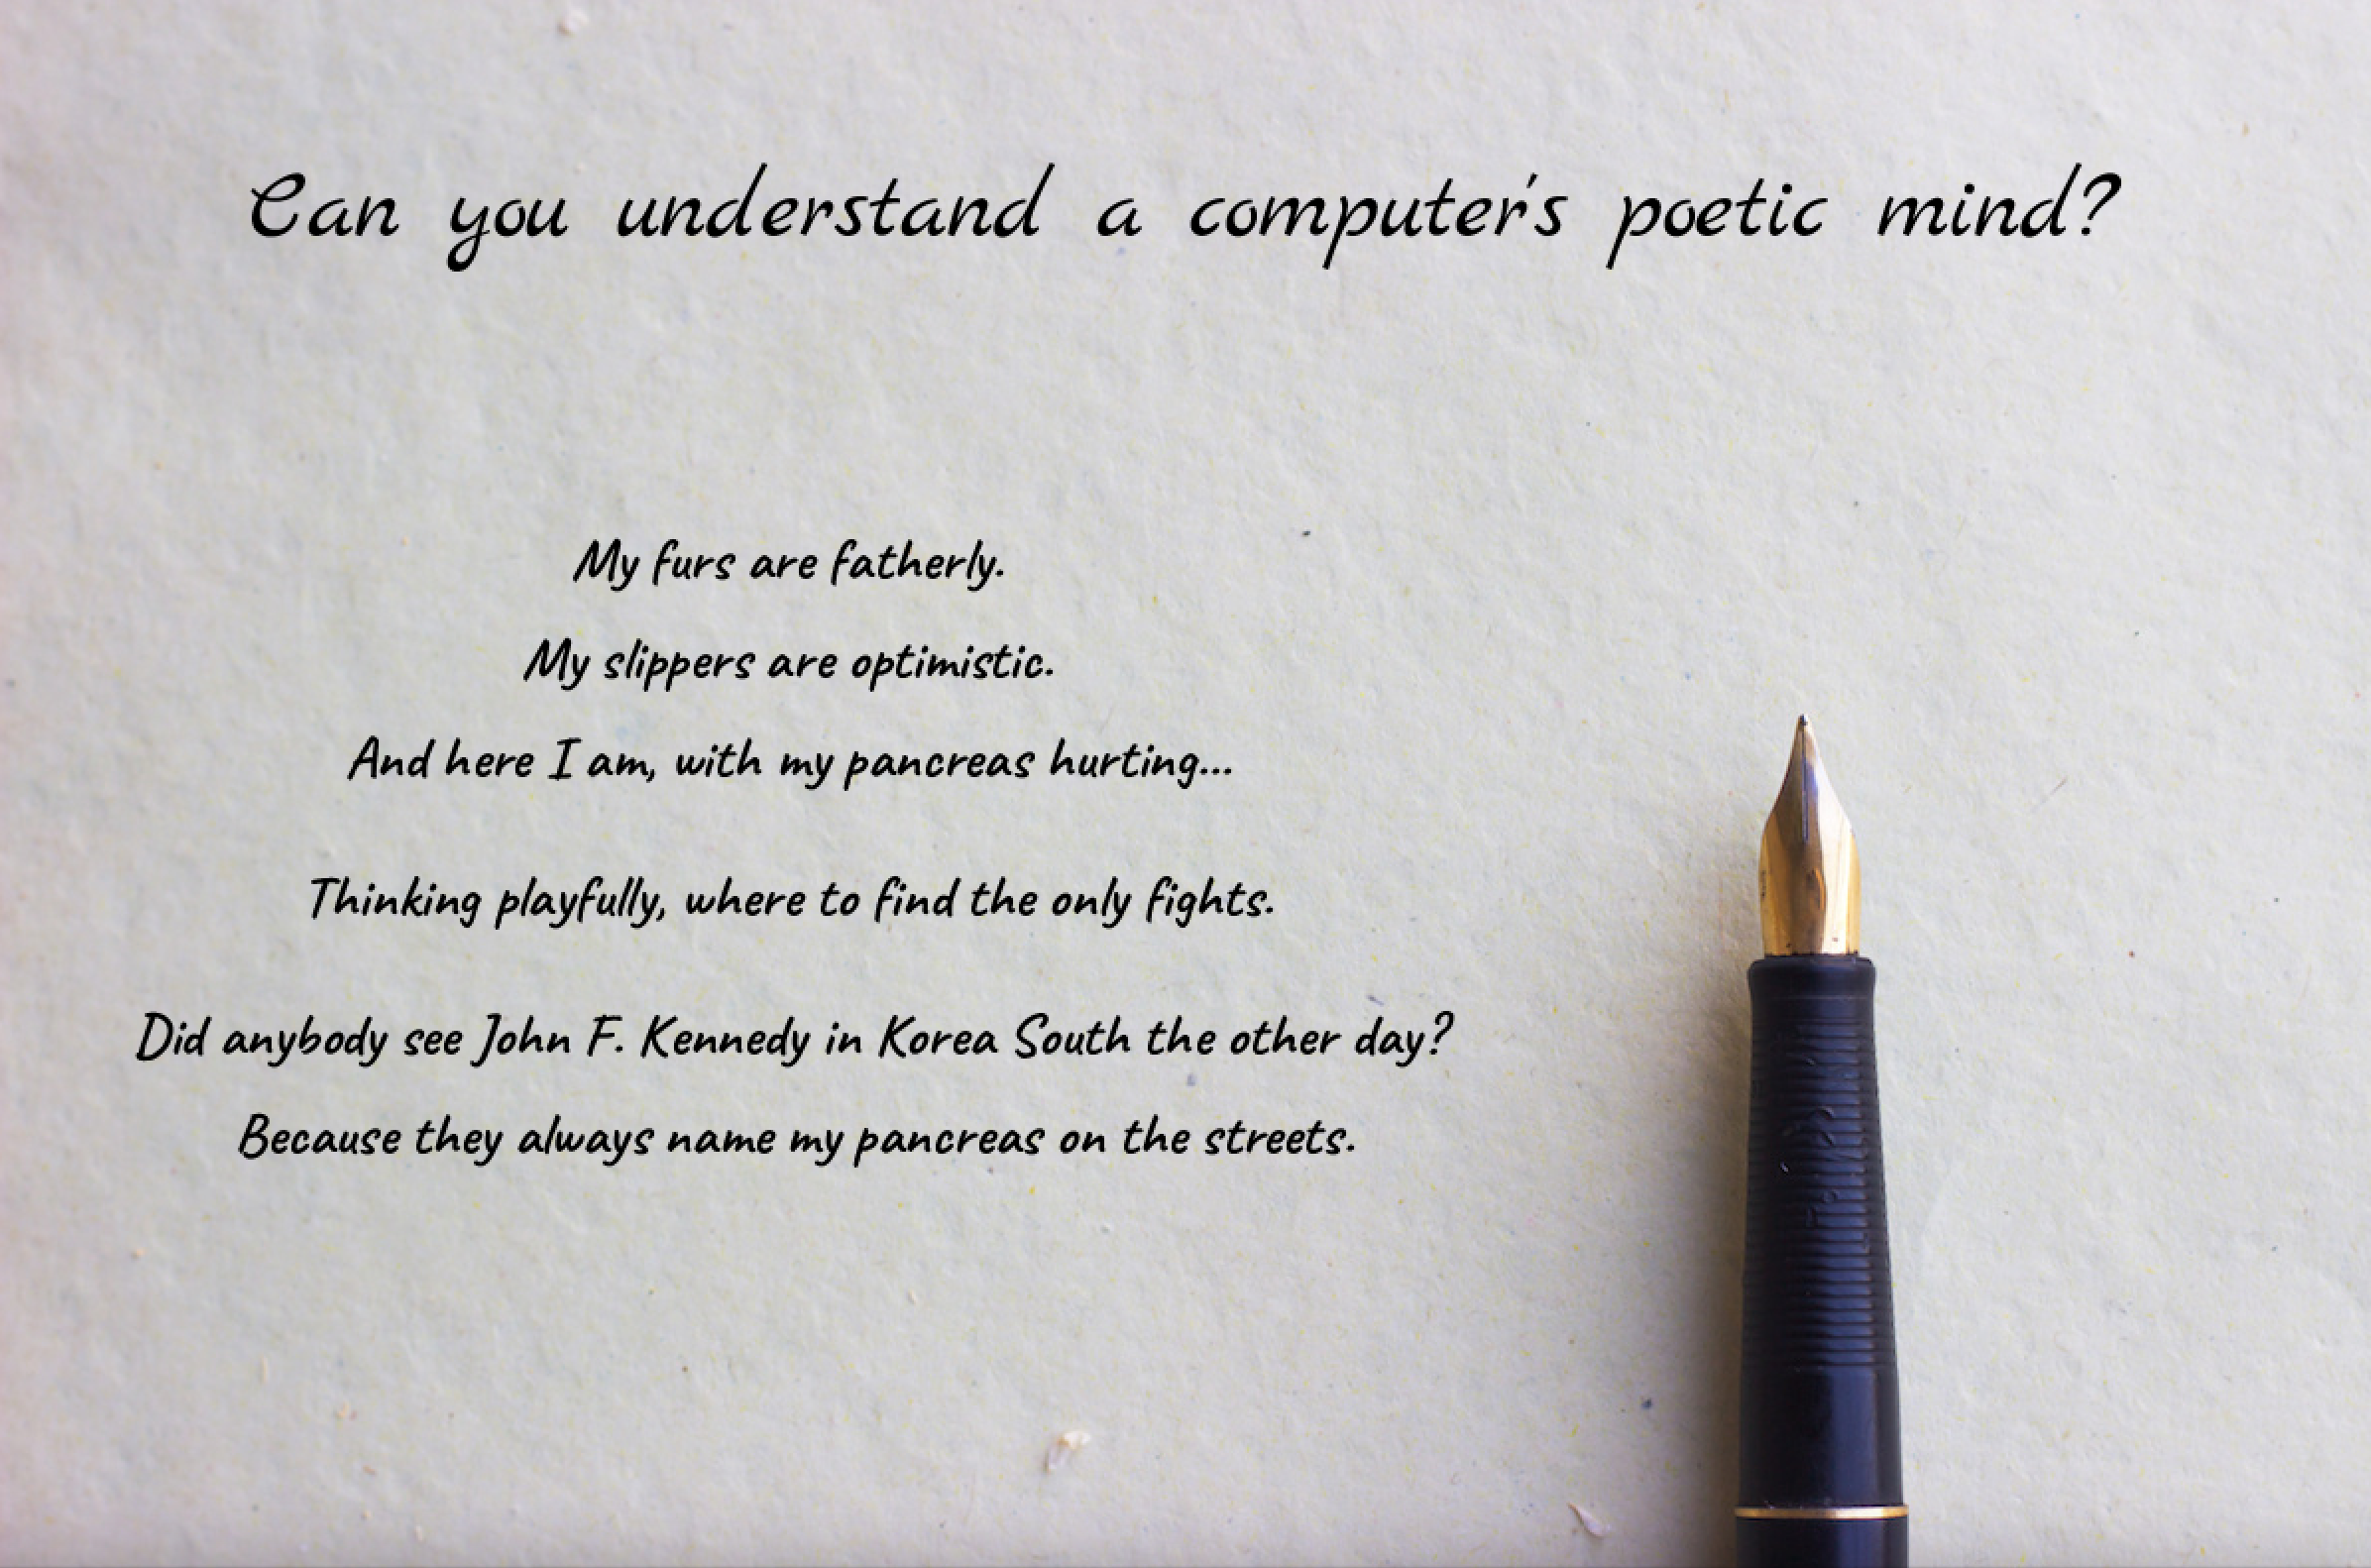 Can you understand a computer's poetic mind?
My furs are fatherly.
My slippers are optimistic.
And here I am, with my pancreas hurting...
Thinking playfully, where to find the only fights.
Did anybody see John F. Kennedy in Korea South the other day?
Because they always name my pancreas on the streets.